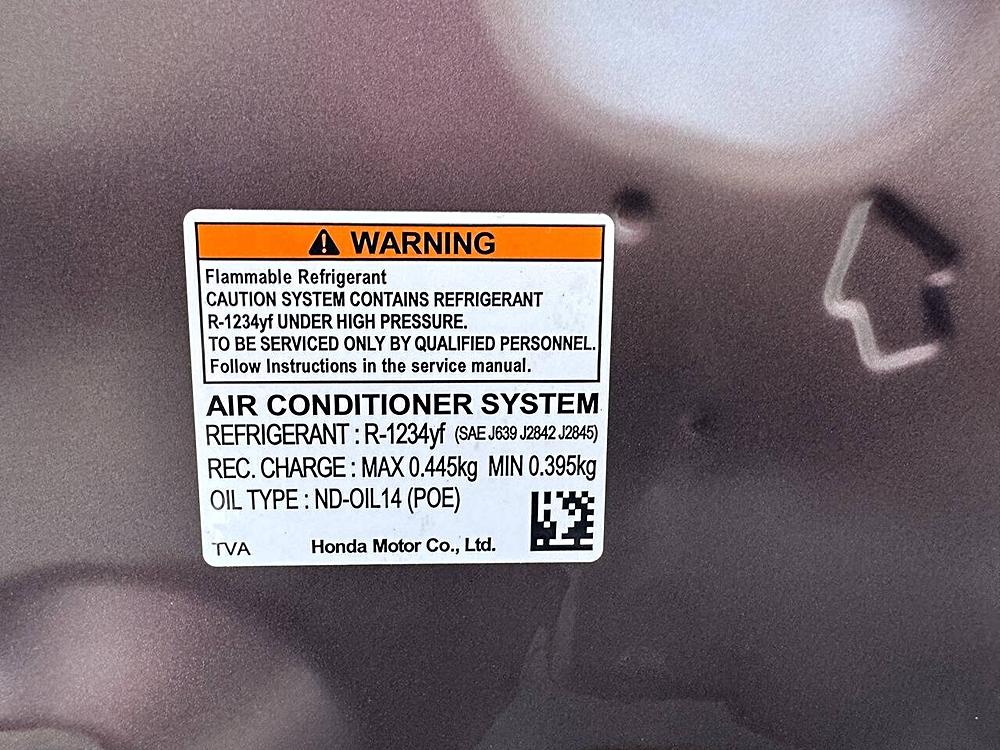 WARNING
Flammable Refrigerant
CAUTION SYSTEM CONTAINS REFRIGERANT
R-1234yf UNDER HIGH PRESSURE.
TO BE SERVICED ONLY BY QUALIFIED PERSONNEL.
Follow Instructions in the service manual.
AIR CONDITIONER SYSTEM
REFRIGERANT : R-1234yf (SAE J639 J2842 J2845)
REC. CHARGE : MAX 0.445kg MIN 0.395kg
OIL TYPE : ND-OIL14 (POE)
TVA Honda Motor Co., Ltd.